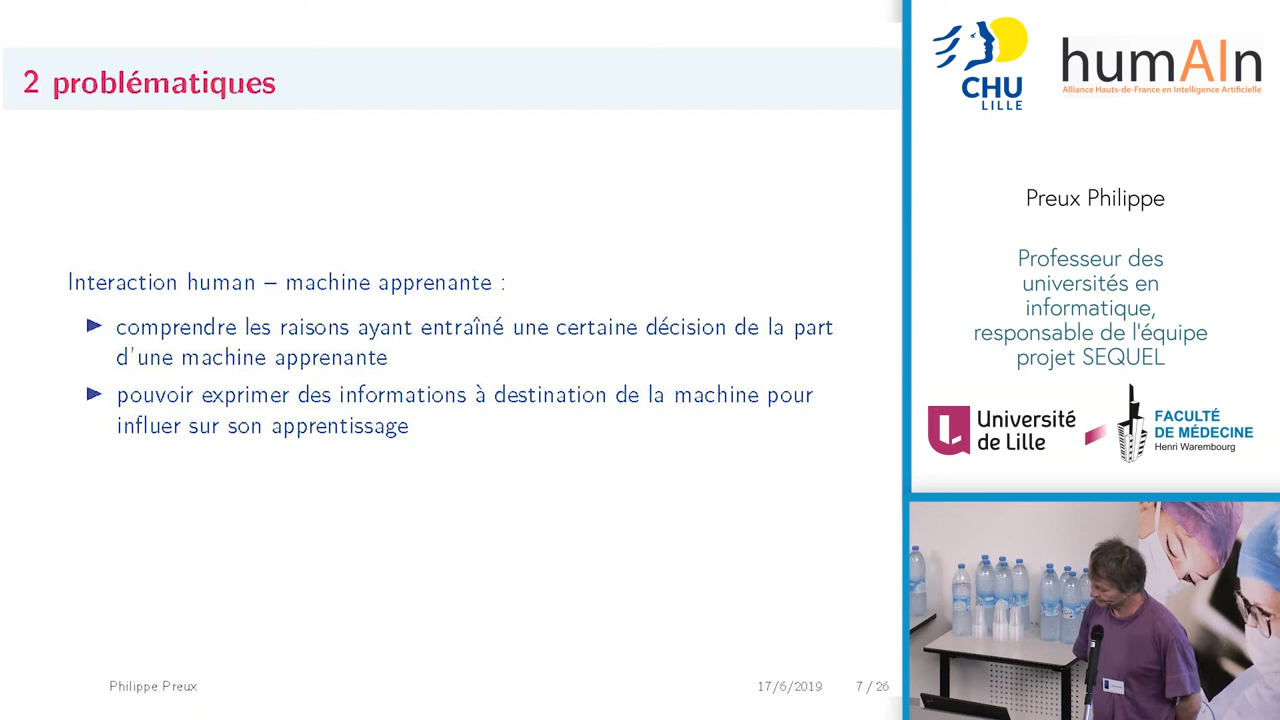 2 problématiques
Interaction human – machine apprenante :
comprendre les raisons ayant entraîné une certaine décision de la part
d'une machine apprenante
pouvoir exprimer des informations à destination de la machine pour
influer sur son apprentissage
Philippe Preux
17/6/2019
7 / 26
CHU
LILLE
humAIn
Alliance Hauts-de-France en Intelligence Artificielle
Preux Philippe
Professeur des
universités en
informatique,
responsable de l'équipe
projet SEQUEL
Université
de Lille
FACULTÉ
DE MÉDECINE
Henri Warembourg